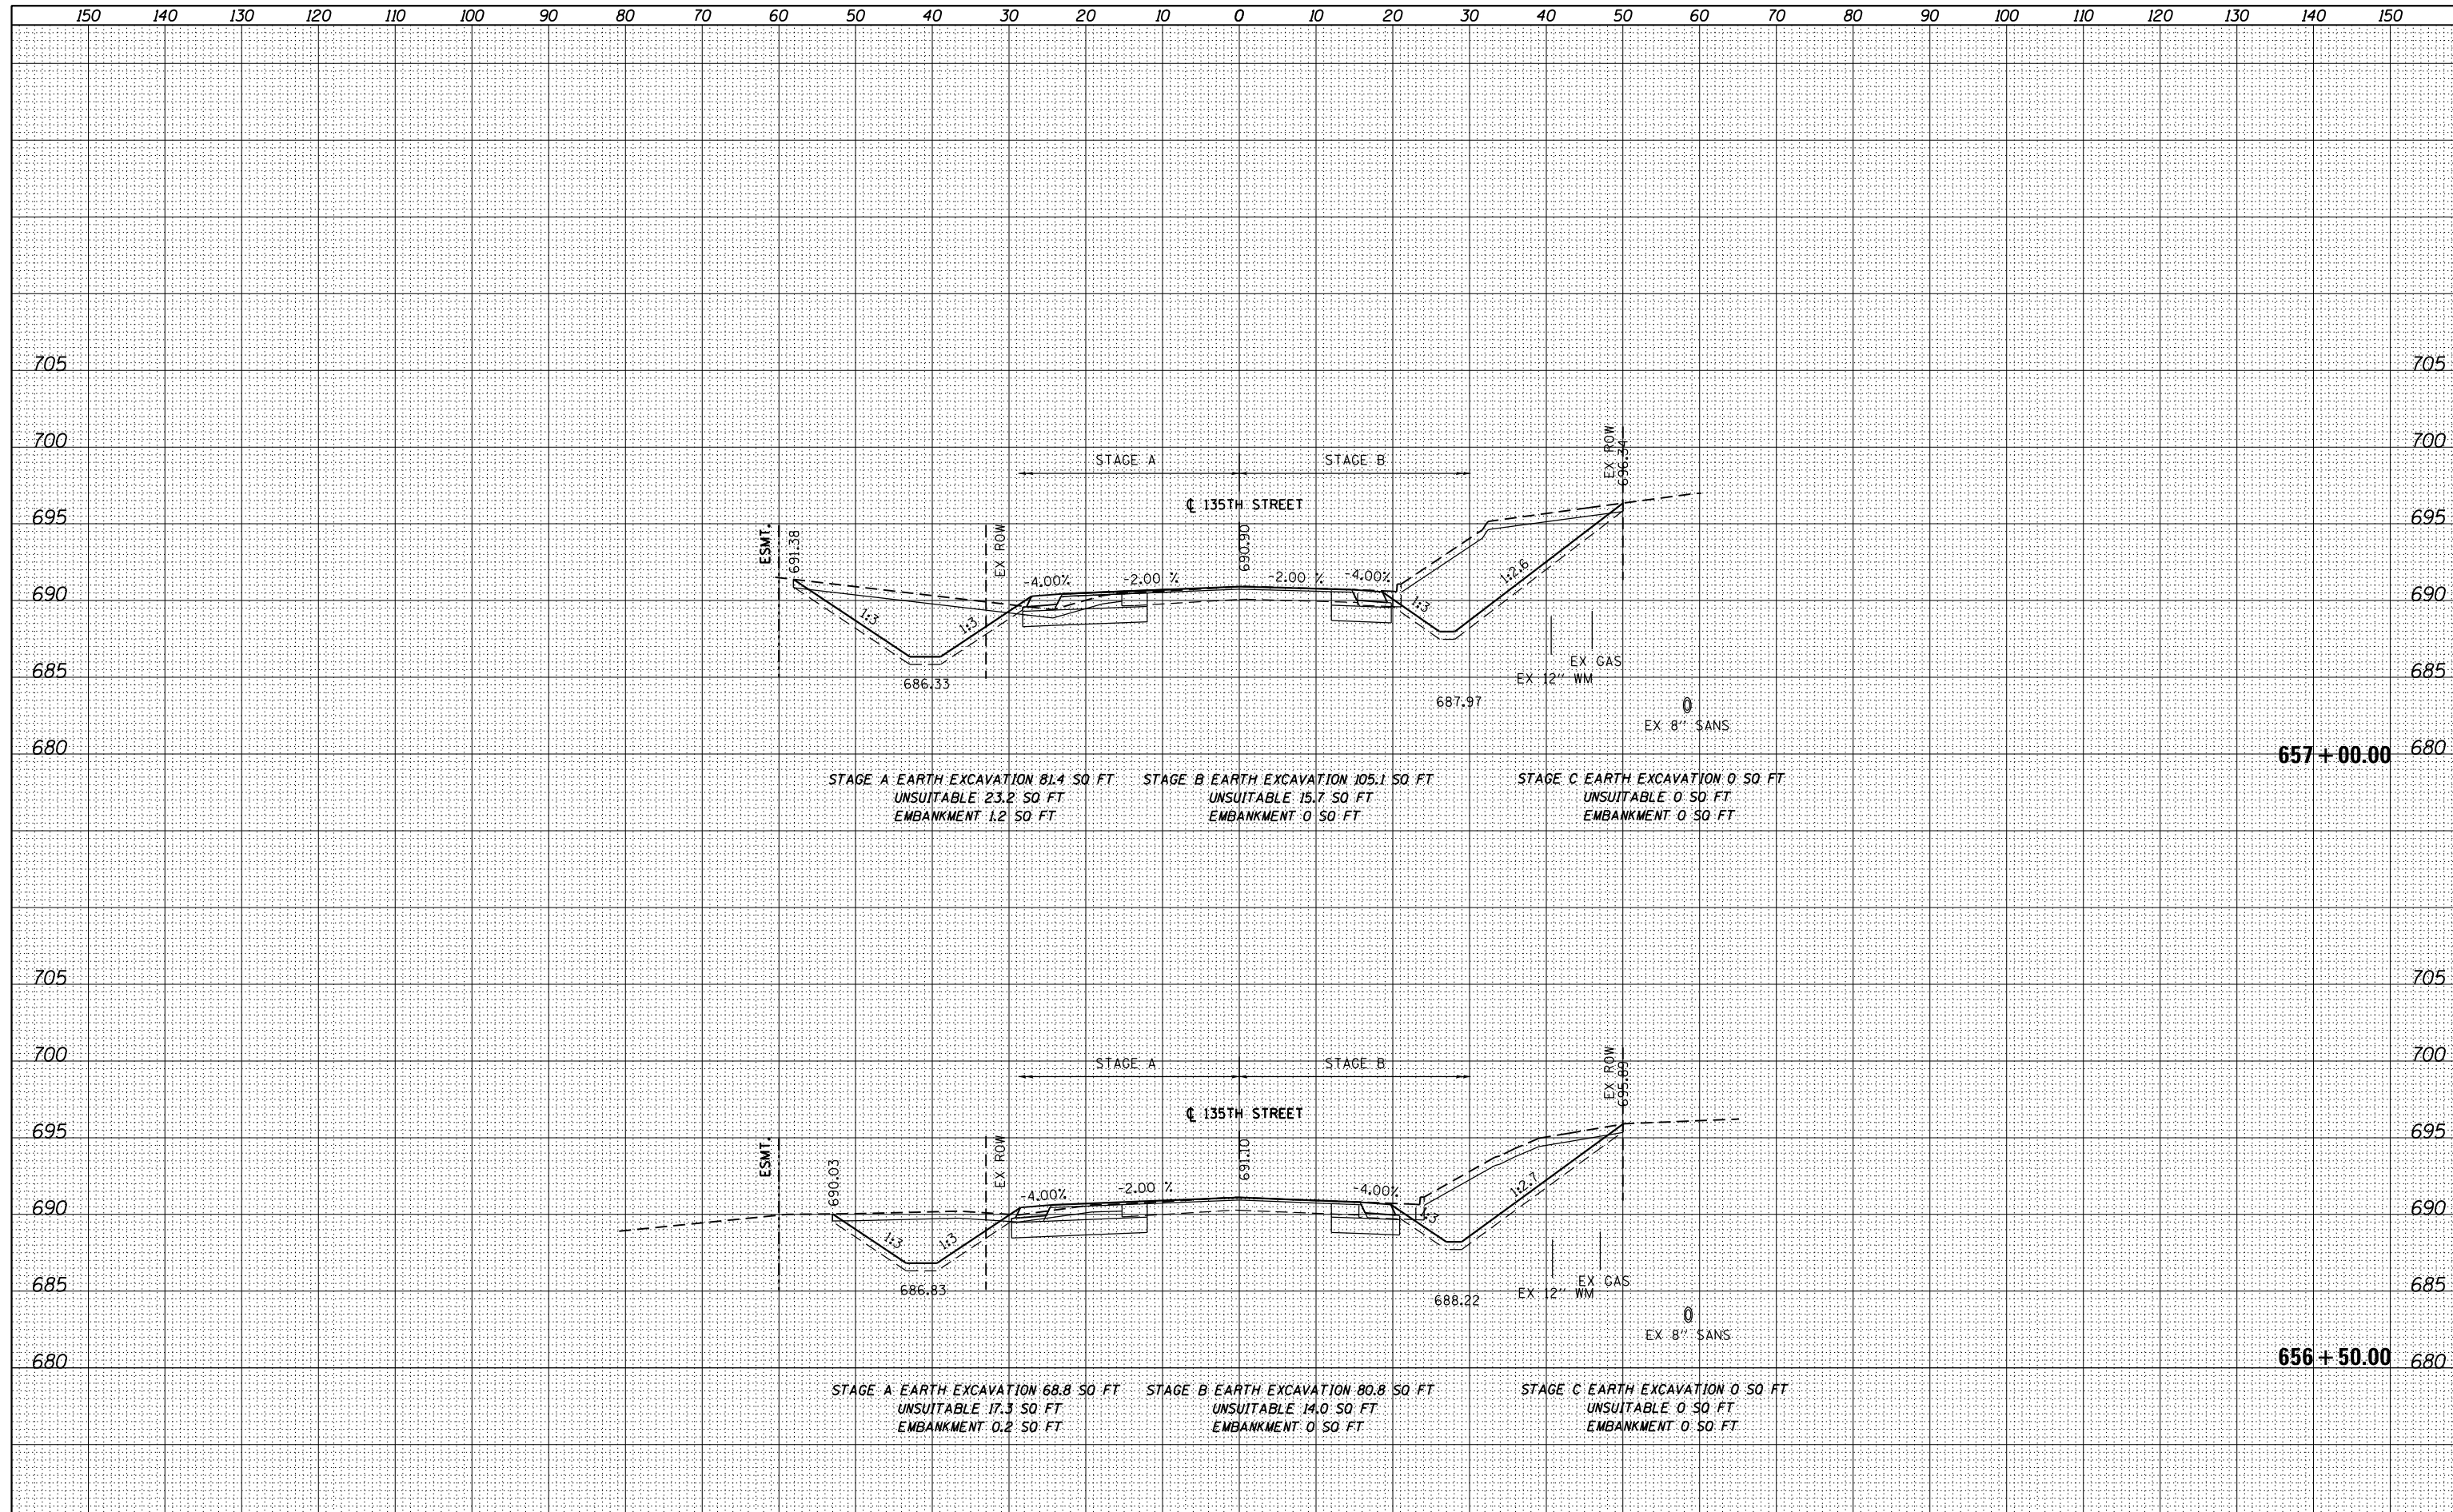 150 140 130 120 110 100 90 80 70 60 50 40 30 20 10 0 10 20 30 40 50 60 70 80 90 100 110 120 130 140 150
705 705
700 700
EX ROW
696.34
STAGE A STAGE B
℄ 135TH STREET
695 695
ESMT.
691.38
EX ROW
690.90
-4.00% -2.00 % -2.00 % -4.00%
690 690
1:3 1:3 1:3 1:2.6
685 685
686.33
EX GAS
EX 12" WM
687.97
EX 8" SANS
680 657+00.00 680
STAGE A EARTH EXCAVATION 81.4 SQ FT STAGE B EARTH EXCAVATION 105.1 SQ FT STAGE C EARTH EXCAVATION 0 SQ FT
UNSUITABLE 23.2 SQ FT UNSUITABLE 15.7 SQ FT UNSUITABLE 0 SQ FT
EMBANKMENT 1.2 SQ FT EMBANKMENT 0 SQ FT EMBANKMENT 0 SQ FT
705 705
700 700
EX ROW
695.89
STAGE A STAGE B
℄ 135TH STREET
695 695
ESMT.
690.03
EX ROW
691.10
-4.00% -2.00 % -4.00%
690 690
1:3 1:3 1:3 1:2.7
685 685
686.83
EX GAS
EX 12" WM
688.22
EX 8" SANS
680 656+50.00 680
STAGE A EARTH EXCAVATION 68.8 SQ FT STAGE B EARTH EXCAVATION 80.8 SQ FT STAGE C EARTH EXCAVATION 0 SQ FT
UNSUITABLE 17.3 SQ FT UNSUITABLE 14.0 SQ FT UNSUITABLE 0 SQ FT
EMBANKMENT 0.2 SQ FT EMBANKMENT 0 SQ FT EMBANKMENT 0 SQ FT